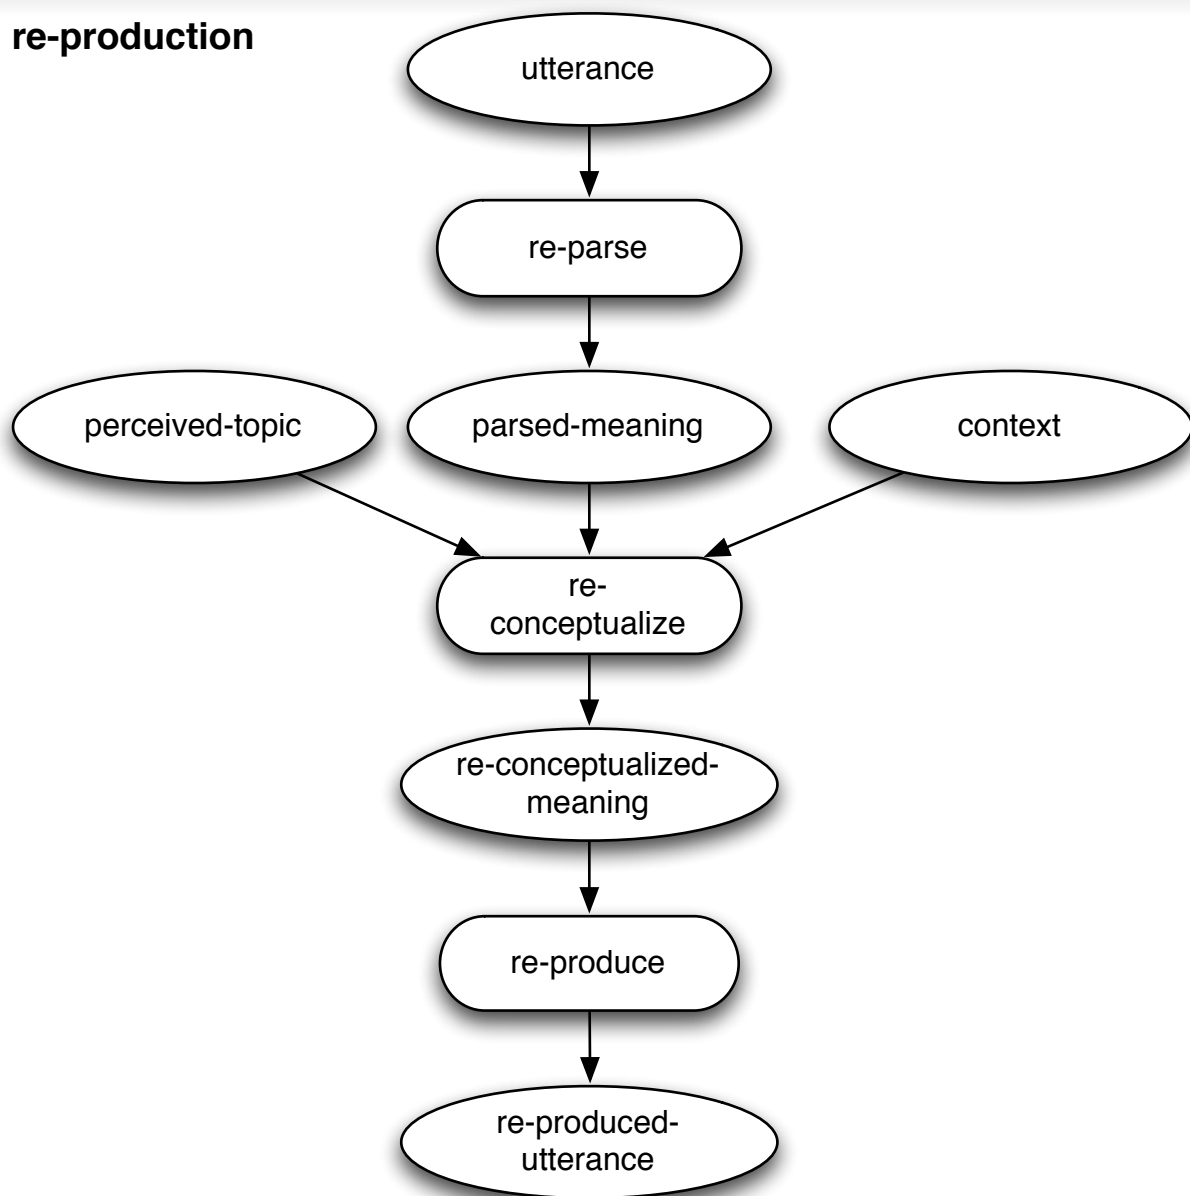 re-production
utterance
re-parse
perceived-topic
parsed-meaning
context
re-
conceptualize
re-conceptualized-
meaning
re-produce
re-produced-
utterance